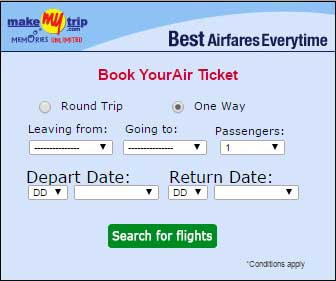 make my trip
.com
MEMORIES UNLIMITED
Best Airfares Everytime
Book YourAir Ticket
Round Trip One Way
Leaving from: Going to: Passengers:
--------------- --------------- 1
Depart Date: Return Date:
DD DD
Search for flights
*Conditions apply